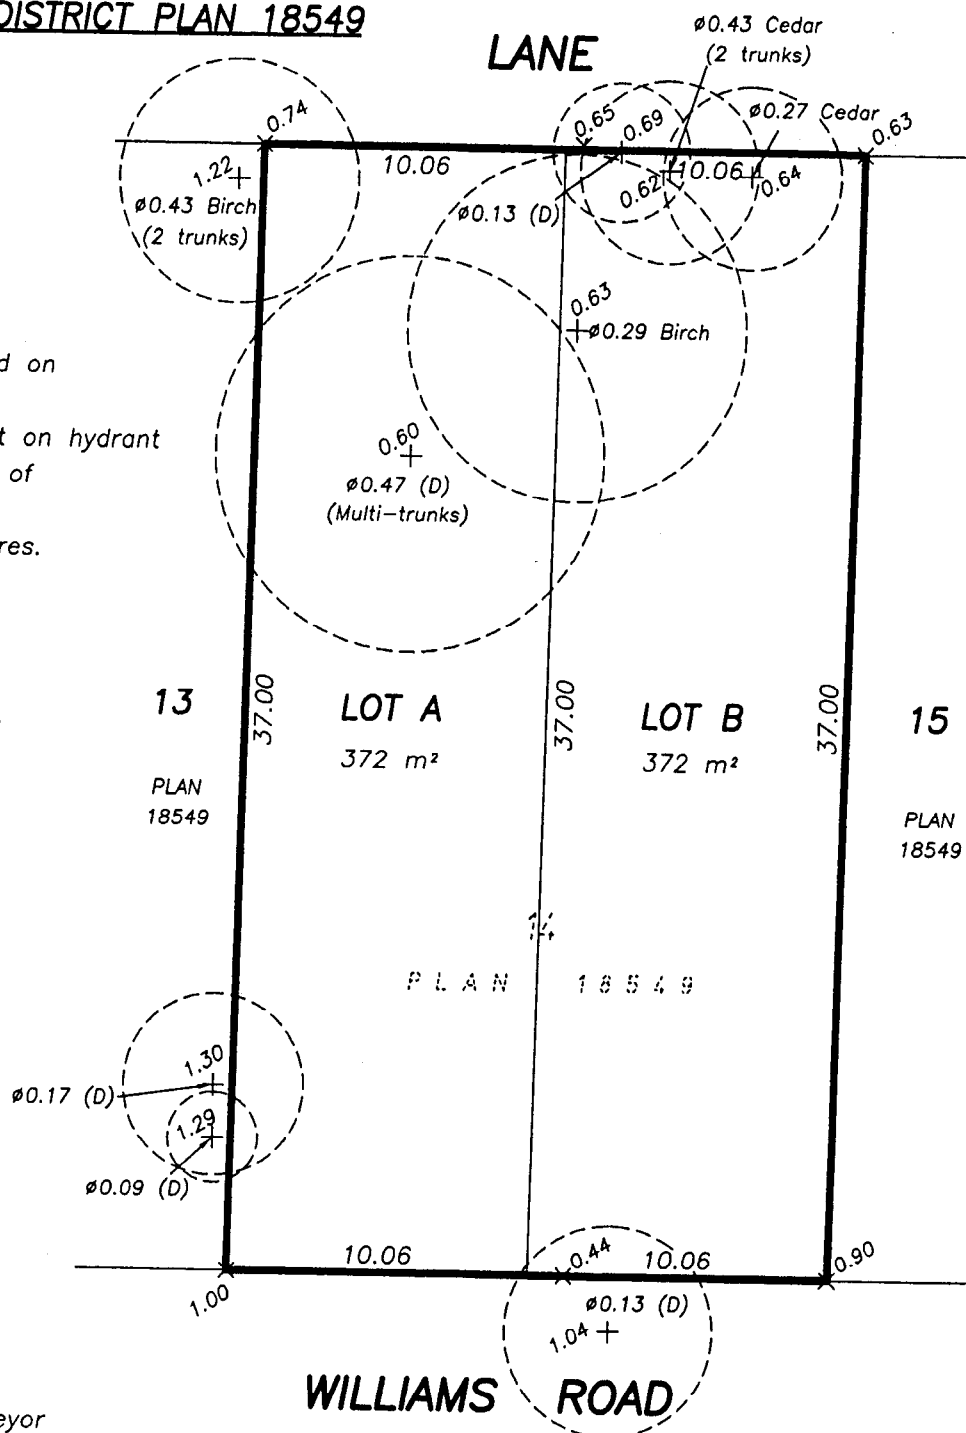 DISTRICT PLAN 18549
LANE
ø0.43 Cedar
(2 trunks)
ø0.27 Cedar
0.74
0.65
0.69
0.63
10.06
10.06
1.22
0.62
0.64
ø0.43 Birch
(2 trunks)
ø0.13 (D)
0.63
ø0.29 Birch
d on
t on hydrant
of
res.
0.60
ø0.47 (D)
(Multi-trunks)
13
PLAN
18549
37.00
LOT A
372 m²
37.00
LOT B
372 m²
37.00
15
PLAN
18549
14
PLAN 18549
1.30
ø0.17 (D)
1.29
ø0.09 (D)
10.06
0.44
10.06
0.90
1.00
ø0.13 (D)
1.04
WILLIAMS ROAD
eyor